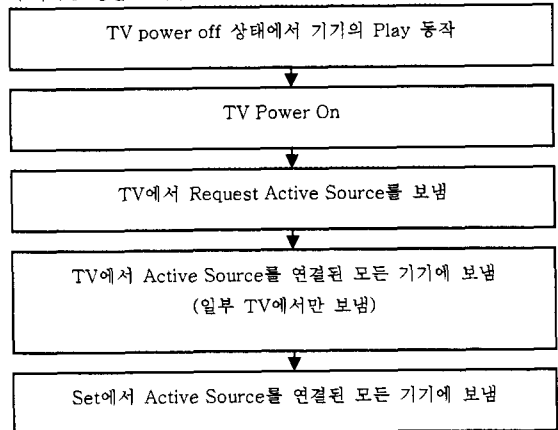 TV power off 상태에서 기기의 Play 동작
TV Power On
TV에서 Request Active Source를 보냄
TV에서 Active Source를 연결된 모든 기기에 보냄
(일부 TV에서만 보냄)
Set에서 Active Source를 연결된 모든 기기에 보냄